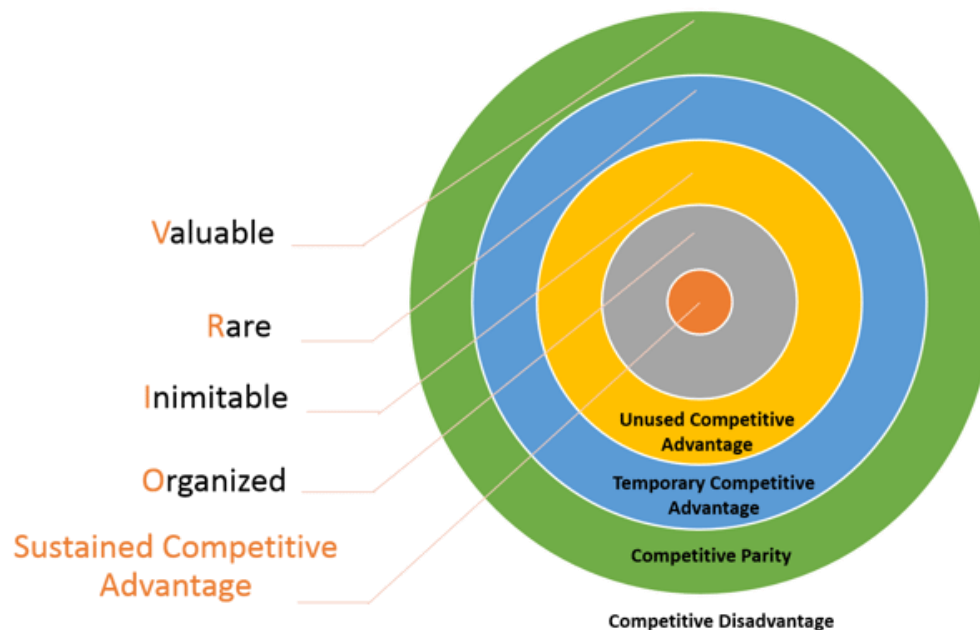 Valuable
Rare
Inimitable
Organized
Sustained Competitive
Advantage
Unused Competitive
Advantage
Temporary Competitive
Advantage
Competitive Parity
Competitive Disadvantage